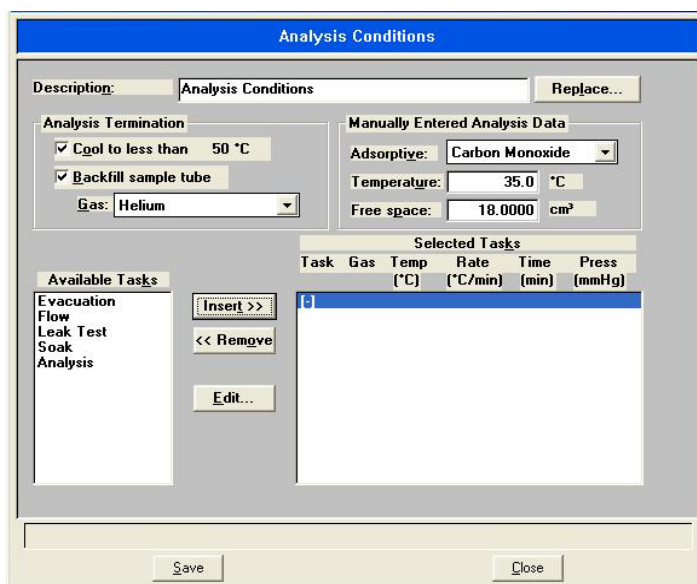 Analysis Conditions
Description: Analysis Conditions Replace...
Analysis Termination
Cool to less than 50 °C
Backfill sample tube
Gas: Helium
Manually Entered Analysis Data
Adsorptive: Carbon Monoxide
Temperature: 35.0 °C
Free space: 18.0000 cm³
Available Tasks
Evacuation
Flow
Leak Test
Soak
Analysis
Insert >>
<< Remove
Edit...
Selected Tasks
Task Gas Temp Rate Time Press
(°C) (°C/min) (min) (mmHg)
[-]
Save Close